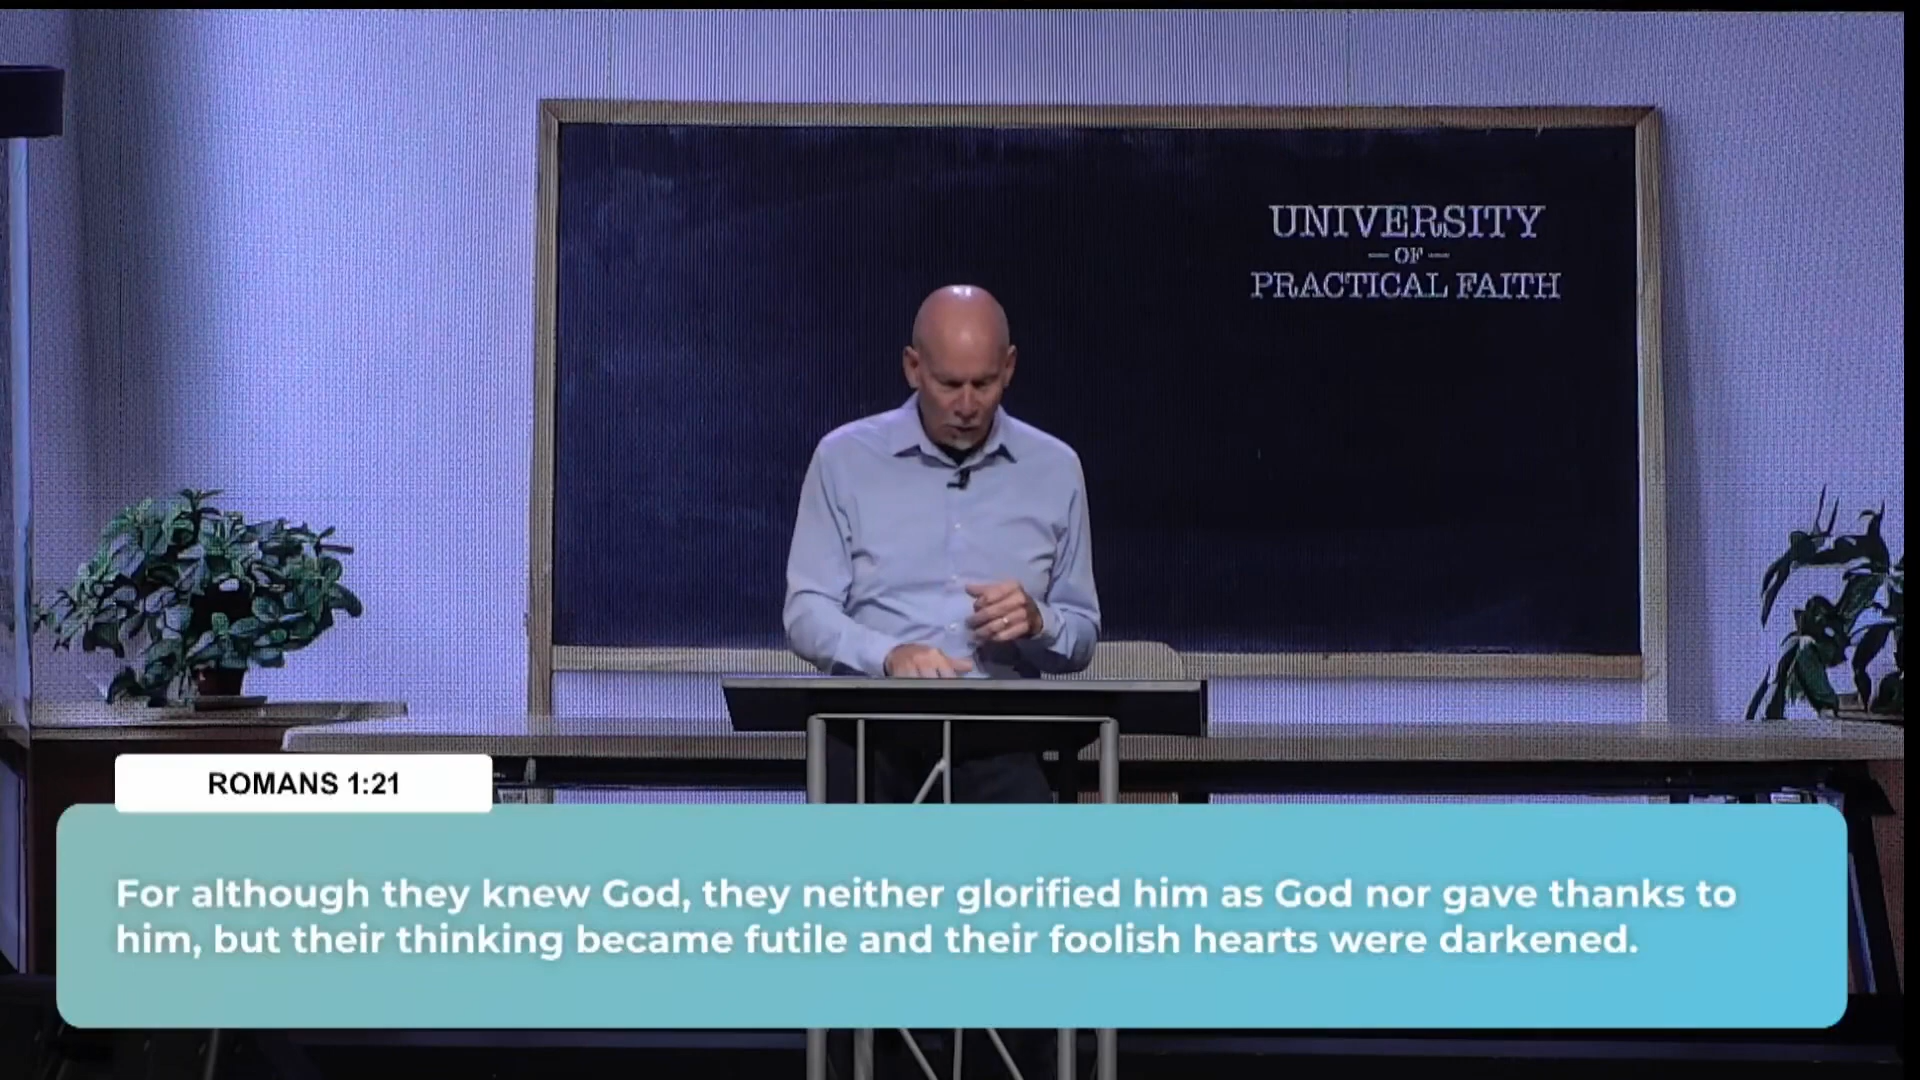 UNIVERSITY
— OF —
PRACTICAL FAITH
ROMANS 1:21
For although they knew God, they neither glorified him as God nor gave thanks to
him, but their thinking became futile and their foolish hearts were darkened.